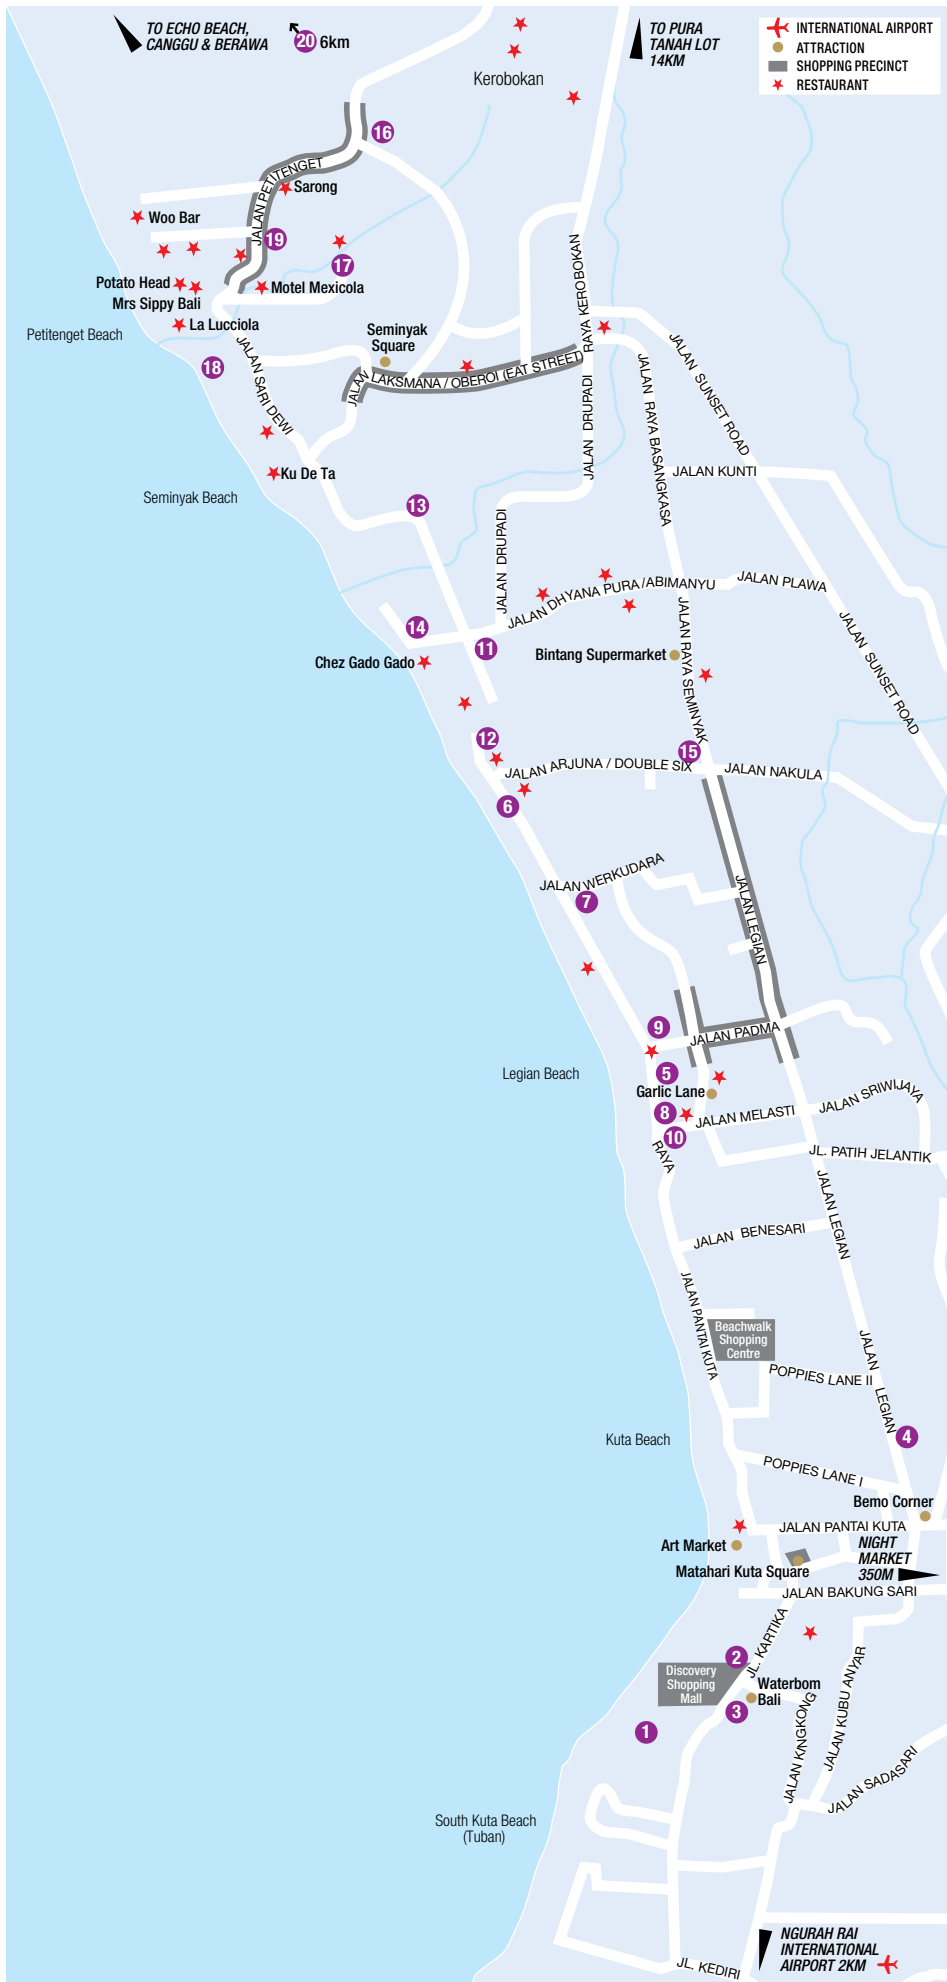 TO ECHO BEACH,
CANGGU & BERAWA
20 6km
TO PURA
TANAH LOT
14KM
INTERNATIONAL AIRPORT
ATTRACTION
SHOPPING PRECINCT
RESTAURANT
Kerobokan
16
JALAN PETITENGET
Sarong
Woo Bar
19
17
Potato Head
Motel Mexicola
Mrs Sippy Bali
La Lucciola
Petitenget Beach
Seminyak
Square
18
JALAN SARI DEWI
JALAN LAKSMANA / OBEROI (EAT STREET)
JALAN DRUPADI
RAYA KEROBOKAN
JALAN RAYA BASANGKASA
JALAN SUNSET ROAD
JALAN KUNTI
Ku De Ta
Seminyak Beach
13
JALAN DRUPADI
JALAN DHYANA PURA /ABIMANYU
JALAN PLAWA
14
11
Chez Gado Gado
Bintang Supermarket
JALAN RAYA SEMINYAK
JALAN SUNSET ROAD
12
15
JALAN ARJUNA / DOUBLE SIX
JALAN NAKULA
6
JALAN WERKUDARA
7
JALAN LEGIAN
9
JALAN PADMA
Legian Beach
5
Garlic Lane
8
JALAN MELASTI
JALAN SRIWIJAYA
10
RAYA
JL. PATIH JELANTIK
JALAN LEGIAN
JALAN BENESARI
JALAN PANTAI KUTA
Beachwalk
Shopping
Centre
JALAN LEGIAN
POPPIES LANE II
Kuta Beach
4
POPPIES LANE I
Bemo Corner
JALAN PANTAI KUTA
Art Market
NIGHT
MARKET
350M
Matahari Kuta Square
JALAN BAKUNG SARI
JL. KARTIKA
2
Discovery
Shopping
Mall
Waterbom
Bali
3
1
JALAN KINGKONG
JALAN KUBU ANYAR
JALAN SADASARI
South Kuta Beach
(Tuban)
NGURAH RAI
INTERNATIONAL
AIRPORT 2KM
JL. KEDIRI